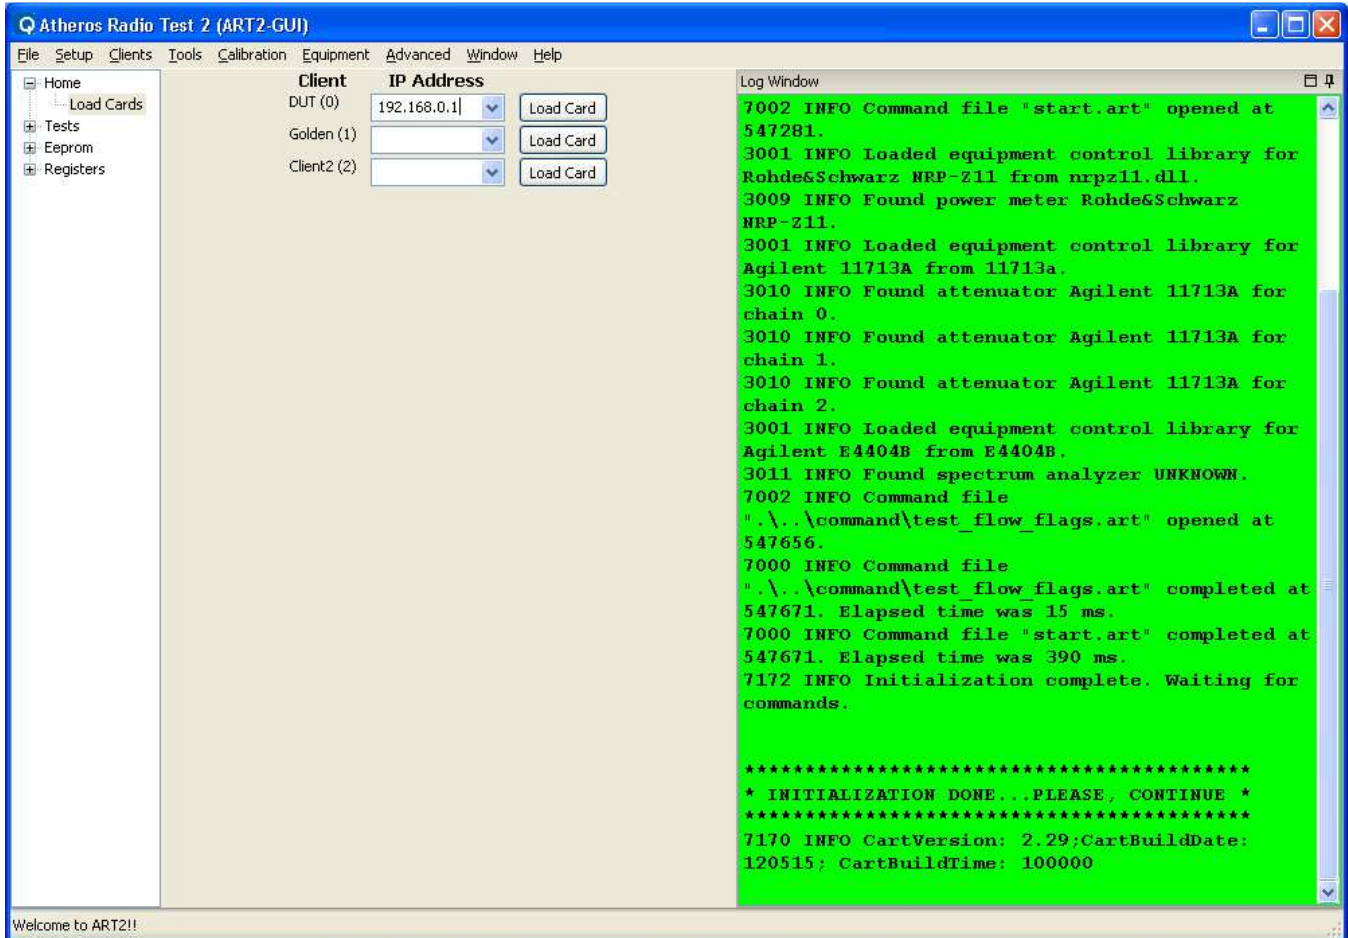 Atheros Radio Test 2 (ART2-GUI)
File Setup Clients Tools Calibration Equipment Advanced Window Help
Home
Load Cards
Tests
Eeprom
Registers
Client IP Address
DUT (0) 192.168.0.1 Load Card
Golden (1) Load Card
Client2 (2) Load Card
Log Window
7002 INFO Command file "start.art" opened at
547281.
3001 INFO Loaded equipment control library for
Rohde&Schwarz NRP-Z11 from nrpz11.dll.
3009 INFO Found power meter Rohde&Schwarz
NRP-Z11.
3001 INFO Loaded equipment control library for
Agilent 11713A from 11713a.
3010 INFO Found attenuator Agilent 11713A for
chain 0.
3010 INFO Found attenuator Agilent 11713A for
chain 1.
3010 INFO Found attenuator Agilent 11713A for
chain 2.
3001 INFO Loaded equipment control library for
Agilent E4404B from E4404B.
3011 INFO Found spectrum analyzer UNKNOWN.
7002 INFO Command file
".\..\command\test_flow_flags.art" opened at
547656.
7000 INFO Command file
".\..\command\test_flow_flags.art" completed at
547671. Elapsed time was 15 ms.
7000 INFO Command file "start.art" completed at
547671. Elapsed time was 390 ms.
7172 INFO Initialization complete. Waiting for
commands.
******************************************
* INITIALIZATION DONE...PLEASE, CONTINUE *
******************************************
7170 INFO CartVersion: 2.29;CartBuildDate:
120515; CartBuildTime: 100000
Welcome to ART2!!